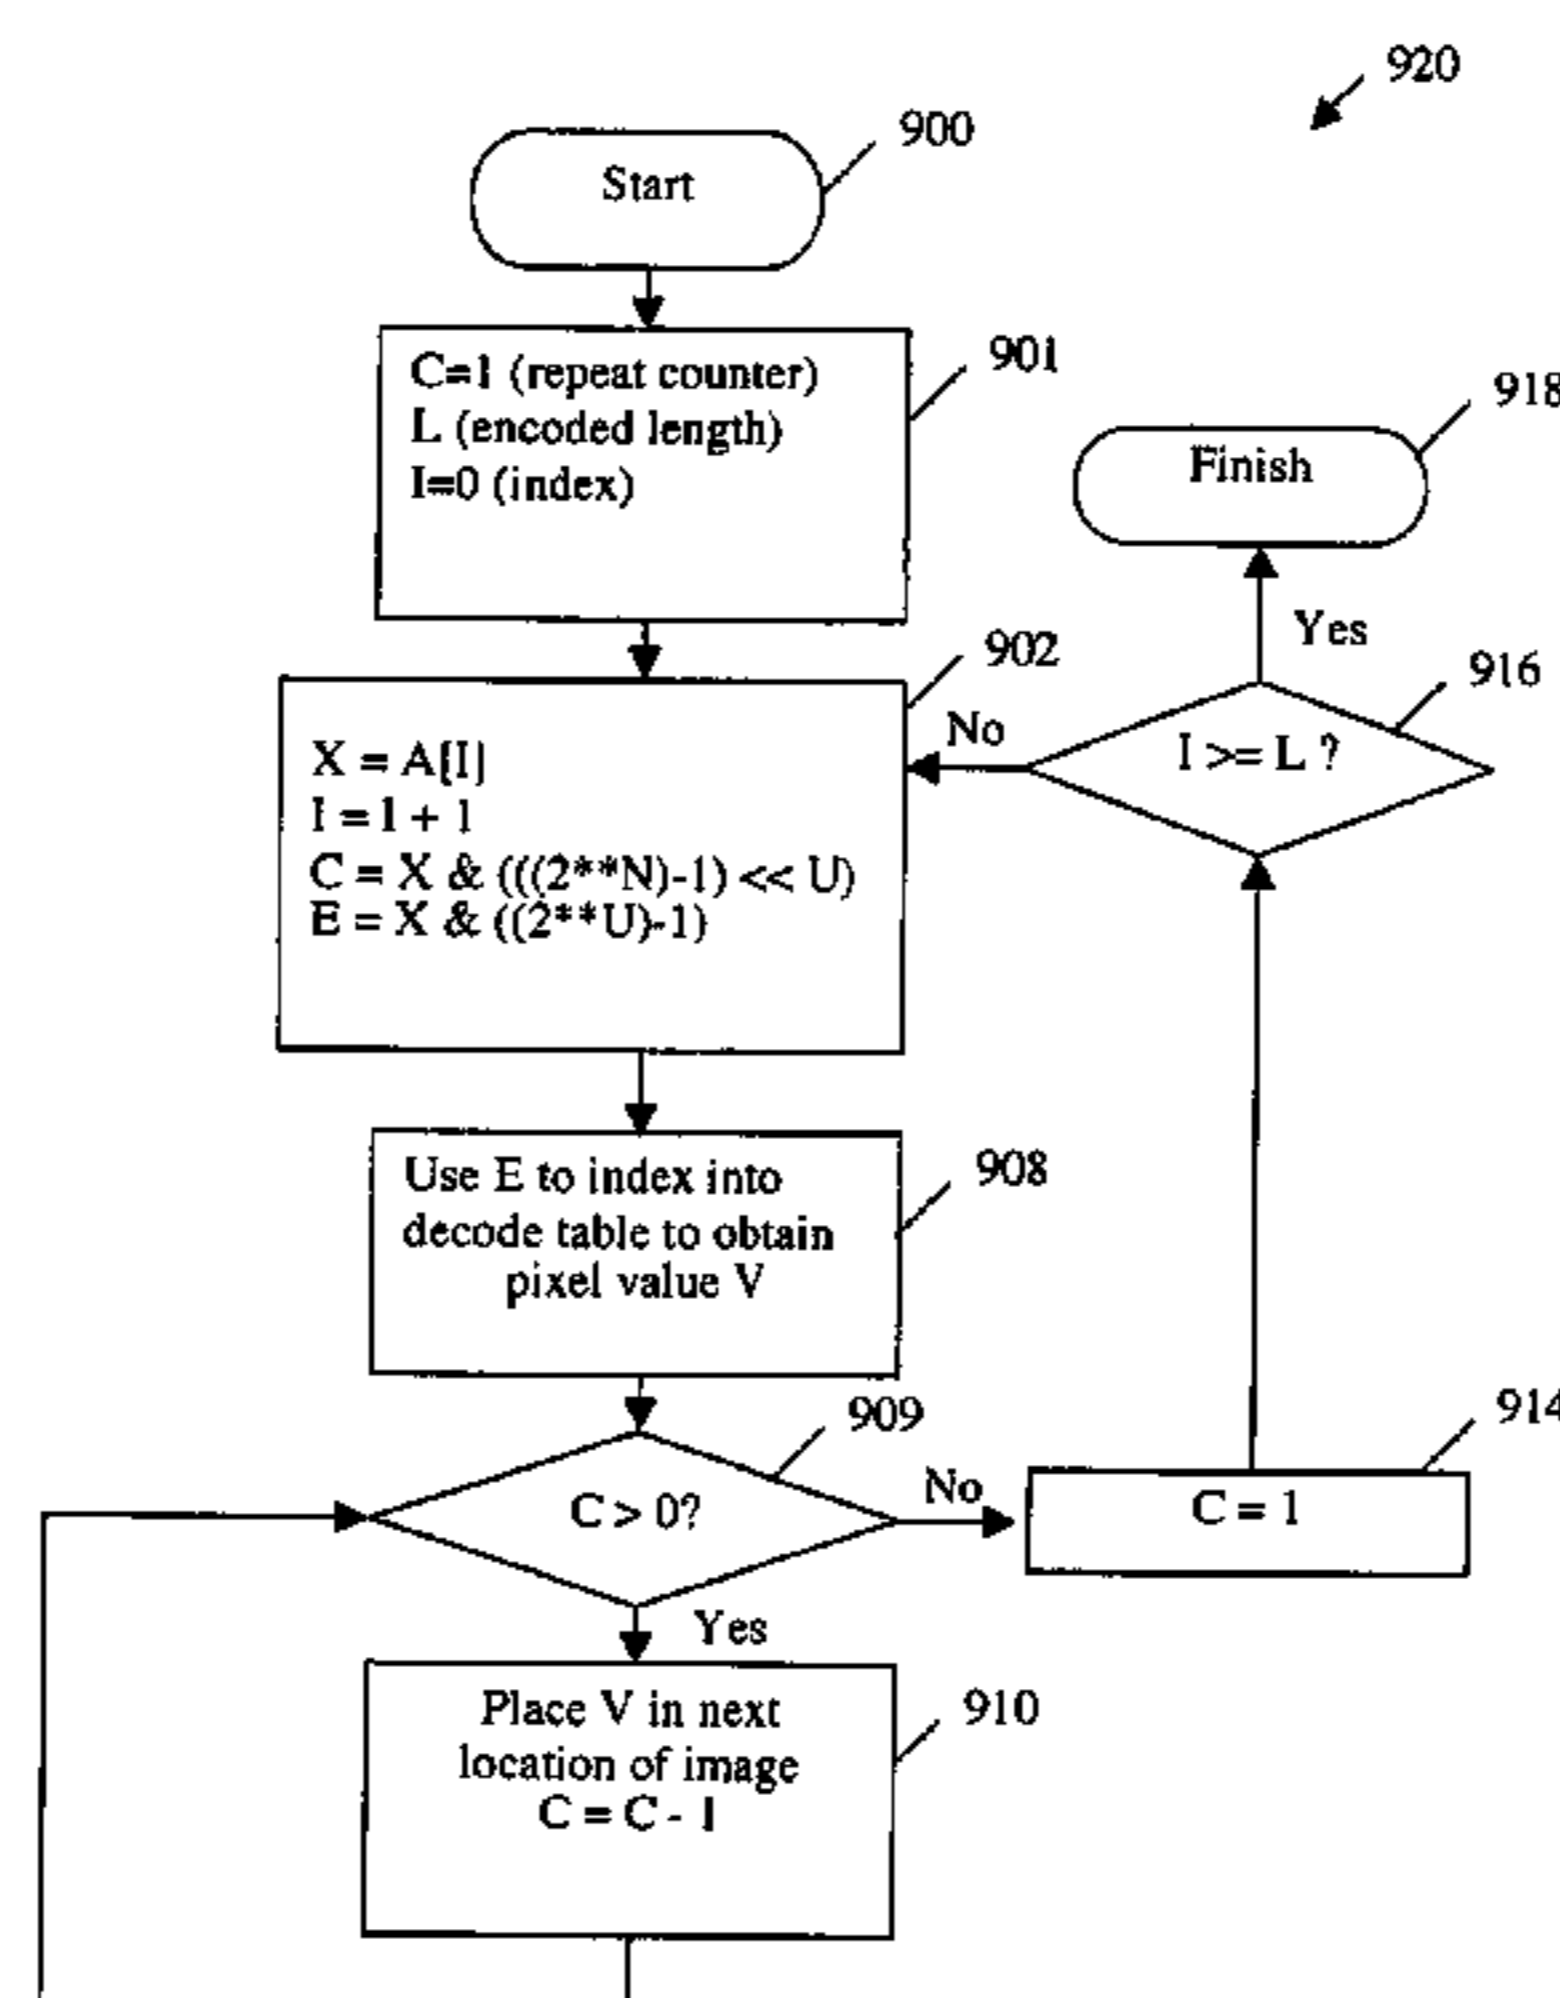 920
900
Start
C=1 (repeat counter)
L (encoded length)
I=0 (index)
901
918
Finish
Yes
902
916
X = A[I]
I = I + 1
C = X & (((2**N)-1) << U)
E = X & ((2**U)-1)
No
I >= L ?
Use E to index into
decode table to obtain
pixel value V
908
909
914
C > 0?
No
C = 1
Yes
Place V in next
location of image
C = C - 1
910